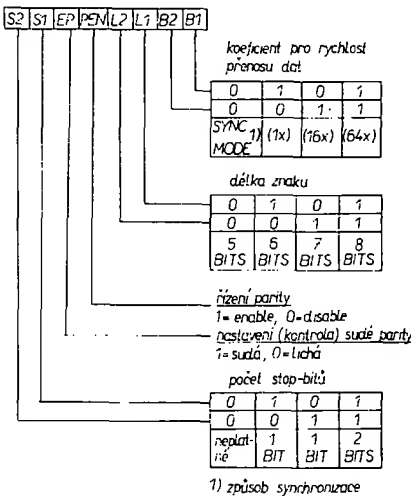 S2 S1 EP PEN L2 L1 B2 B1
koeficient pro rychlost
přenosu dat
0 1 0 1
0 0 1 1
SYNC MODE 1) (1x) (16x) (64x)
délka znaku
0 1 0 1
0 0 1 1
5 6 7 8
BITS BITS BITS BITS
řízení parity
1= enable, 0=disable
nastavení (kontrola) sudé parity
1=sudá, 0=lichá
počet stop-bitů
0 1 0 1
0 0 1 1
neplat- 1 1 2
né BIT BIT BITS
1) způsob synchronizace